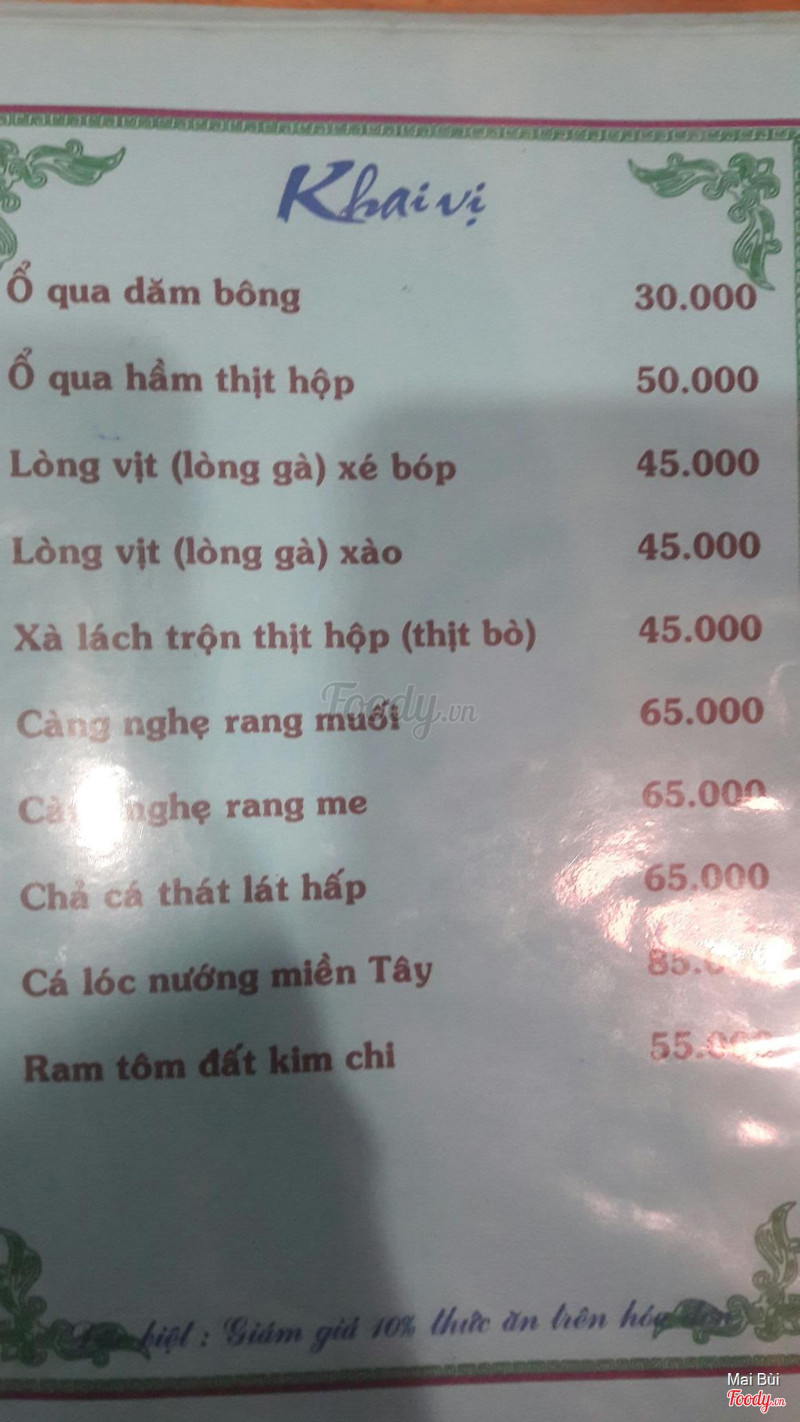 Khai vị
Ổ qua dăm bông 30.000
Ổ qua hầm thịt hộp 50.000
Lòng vịt (lòng gà) xé bóp 45.000
Lòng vịt (lòng gà) xào 45.000
Xà lách trộn thịt hộp (thịt bò) 45.000
Càng nghẹ rang muối 65.000
nghẹ rang me 65.000
Chả cá thát lát hấp 65.000
Cá lóc nướng miền Tây
Ram tôm đất kim chi
Foody.vn
biệt : Giảm giá 10% thức ăn trên hóa đơn
Mai Bùi
Foody.vn